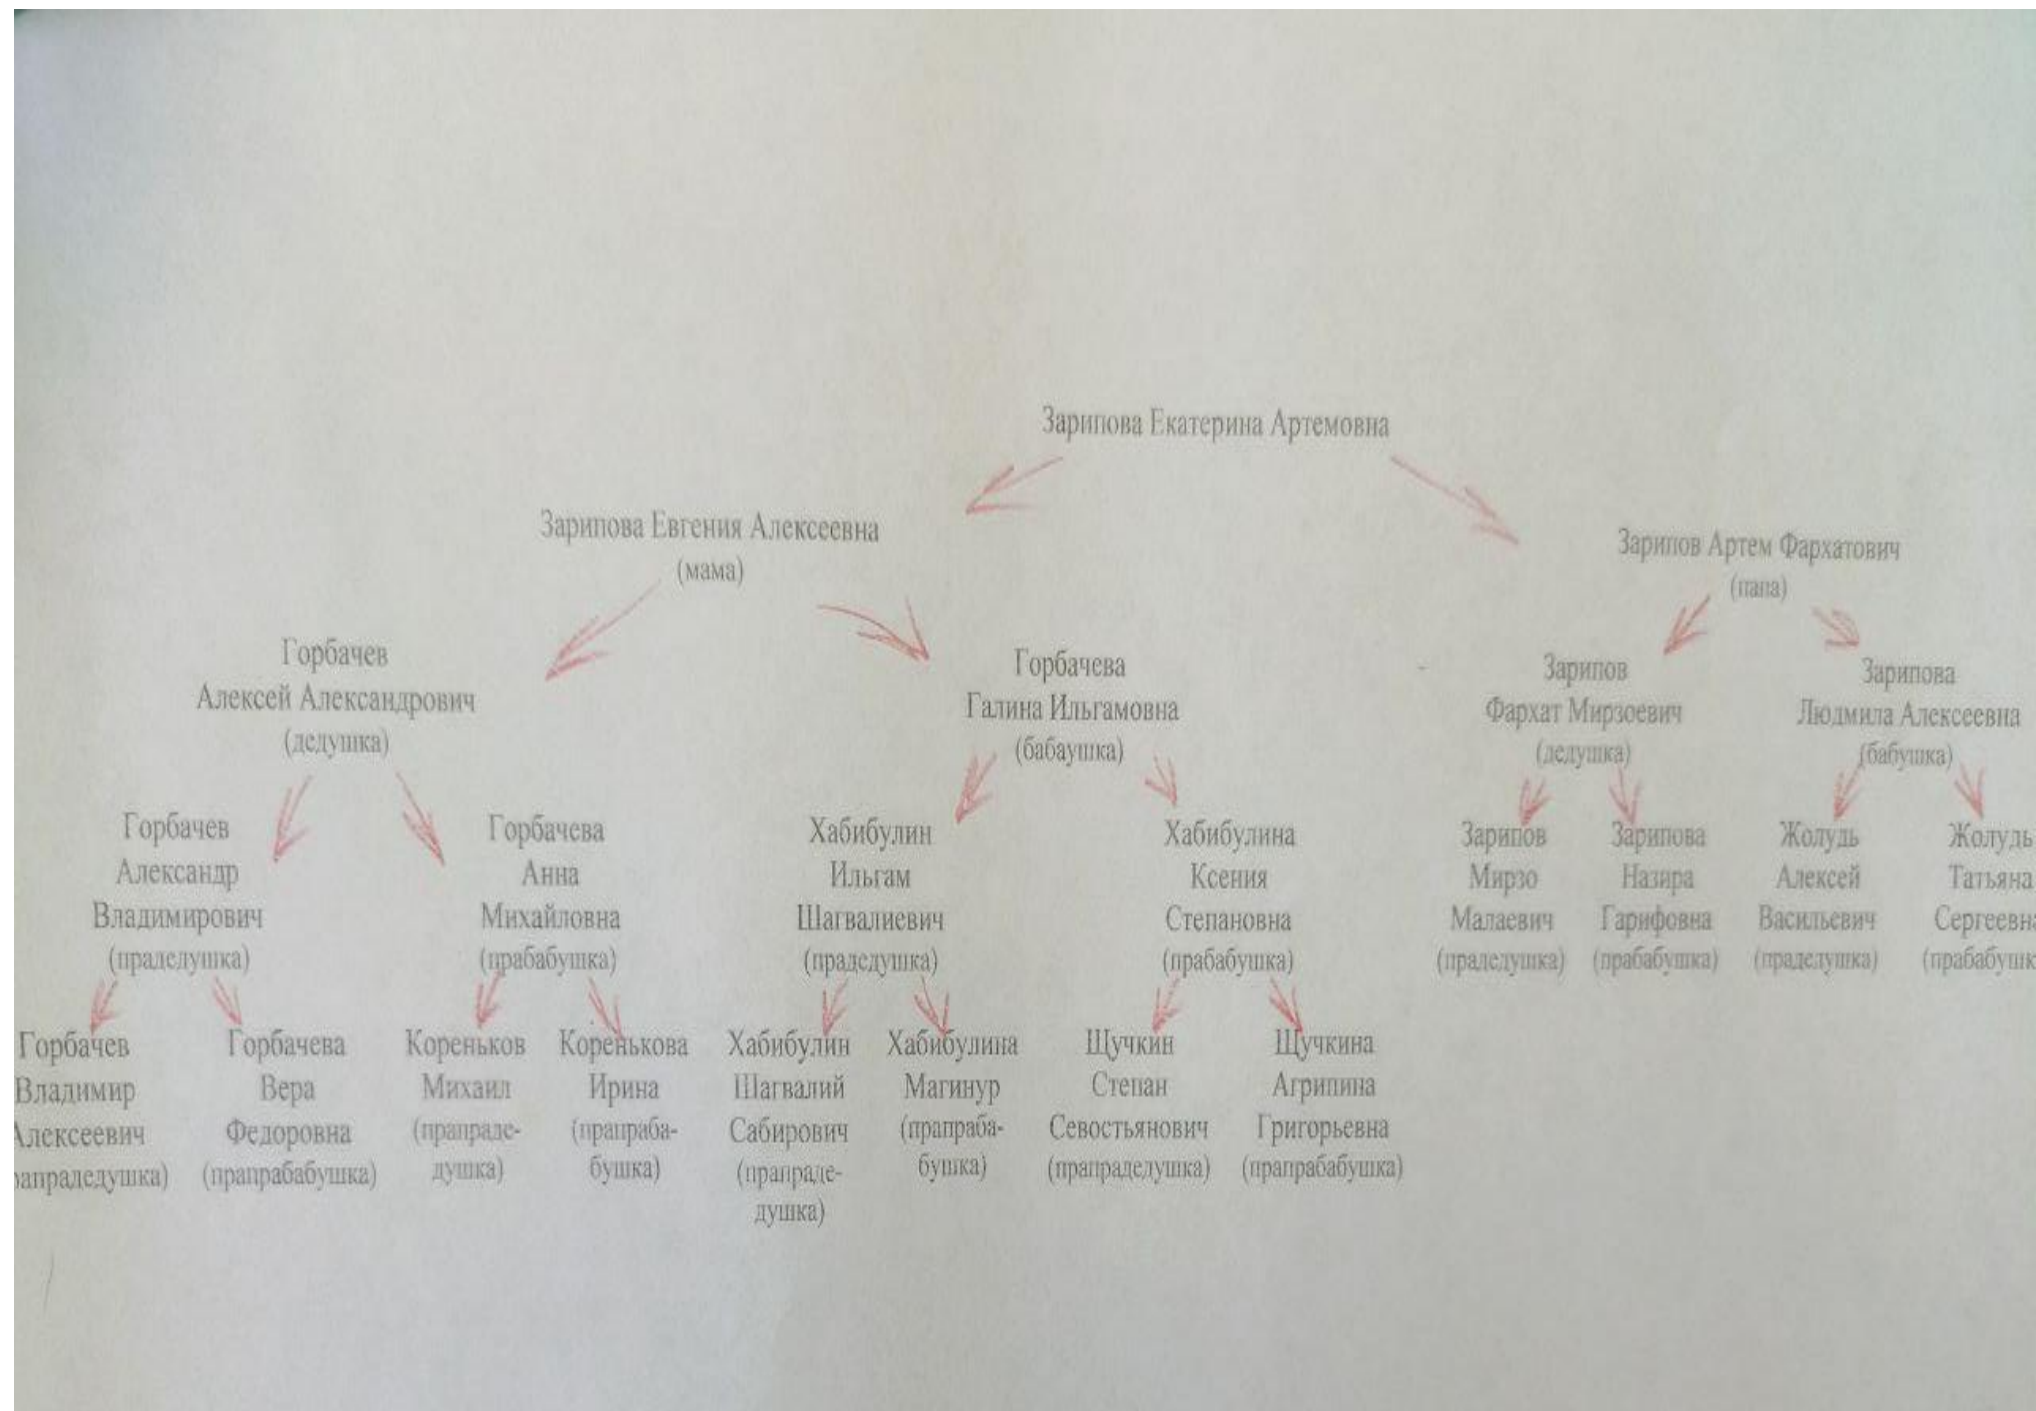 Зарипова Екатерина Артемовна
Зарипова Евгения Алексеевна
(мама)
Зарипов Артем Фархатович
(папа)
Горбачев
Алексей Александрович
(дедушка)
Горбачева
Галина Ильгамовна
(бабаушка)
Зарипов
Фархат Мирзоевич
(дедушка)
Зарипова
Людмила Алексеевна
(бабушка)
Горбачев
Александр
Владимирович
(прадедушка)
Горбачева
Анна
Михайловна
(прабабушка)
Хабибулин
Ильгам
Шагвалиевич
(прадедушка)
Хабибулина
Ксения
Степановна
(прабабушка)
Зарипов
Мирзо
Малаевич
(прадедушка)
Зарипова
Назира
Гарифовна
(прабабушка)
Жолудь
Алексей
Васильевич
(прадедушка)
Жолудь
Татьяна
Сергеевна
(прабабушк
Горбачев
Владимир
Алексеевич
рапрадедушка)
Горбачева
Вера
Федоровна
(прапрабабушка)
Кореньков
Михаил
(прапраде-
душка)
Коренькова
Ирина
(прапраба-
бушка)
Хабибулин
Шагвалий
Сабирович
(прапраде-
душка)
Хабибулина
Магинур
(прапраба-
бушка)
Щучкин
Степан
Севостьянович
(прапрадедушка)
Щучкина
Агрипина
Григорьевна
(прапрабабушка)